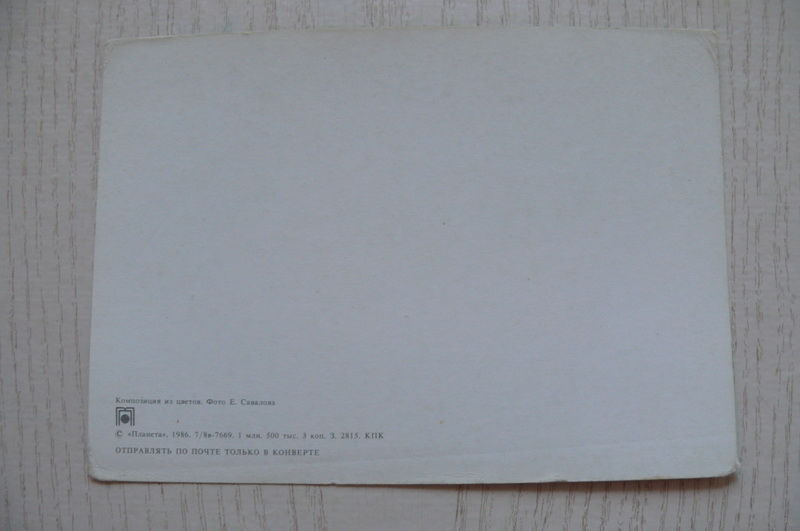 Композиция из цветов. Фото Е. Савалова
© «Планета», 1986. 7/8в-7669. 1 млн. 500 тыс. 3 коп. З. 2815. КПК
ОТПРАВЛЯТЬ ПО ПОЧТЕ ТОЛЬКО В КОНВЕРТЕ